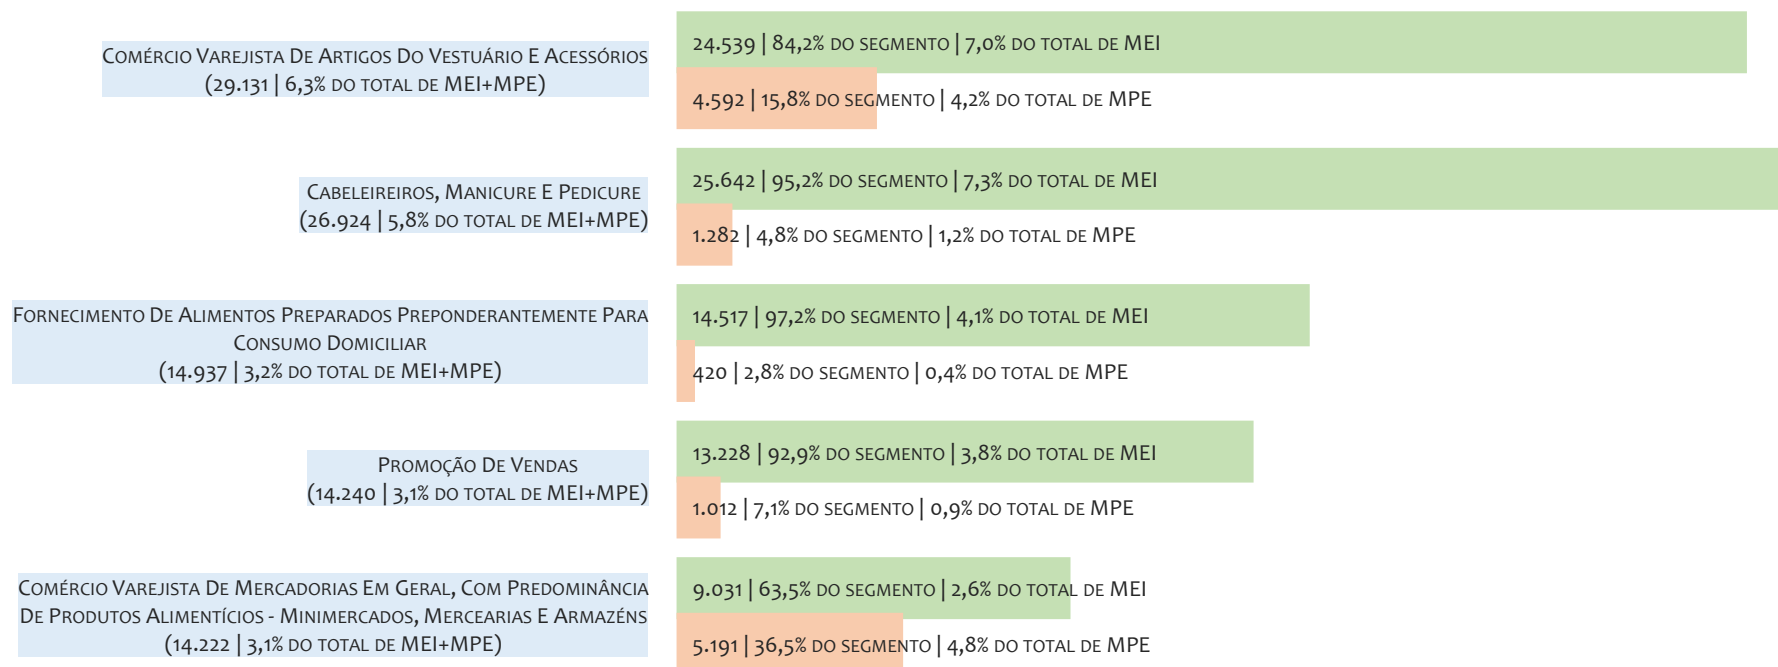 Comércio Varejista De Artigos Do Vestuário E Acessórios
(29.131 | 6,3% do total de MEI+MPE)
24.539 | 84,2% do segmento | 7,0% do total de MEI
4.592 | 15,8% do segmento | 4,2% do total de MPE
Cabeleireiros, Manicure E Pedicure
(26.924 | 5,8% do total de MEI+MPE)
25.642 | 95,2% do segmento | 7,3% do total de MEI
1.282 | 4,8% do segmento | 1,2% do total de MPE
Fornecimento De Alimentos Preparados Preponderantemente Para
Consumo Domiciliar
(14.937 | 3,2% do total de MEI+MPE)
14.517 | 97,2% do segmento | 4,1% do total de MEI
420 | 2,8% do segmento | 0,4% do total de MPE
Promoção De Vendas
(14.240 | 3,1% do total de MEI+MPE)
13.228 | 92,9% do segmento | 3,8% do total de MEI
1.012 | 7,1% do segmento | 0,9% do total de MPE
Comércio Varejista De Mercadorias Em Geral, Com Predominância
De Produtos Alimentícios - Minimercados, Mercearias E Armazéns
(14.222 | 3,1% do total de MEI+MPE)
9.031 | 63,5% do segmento | 2,6% do total de MEI
5.191 | 36,5% do segmento | 4,8% do total de MPE